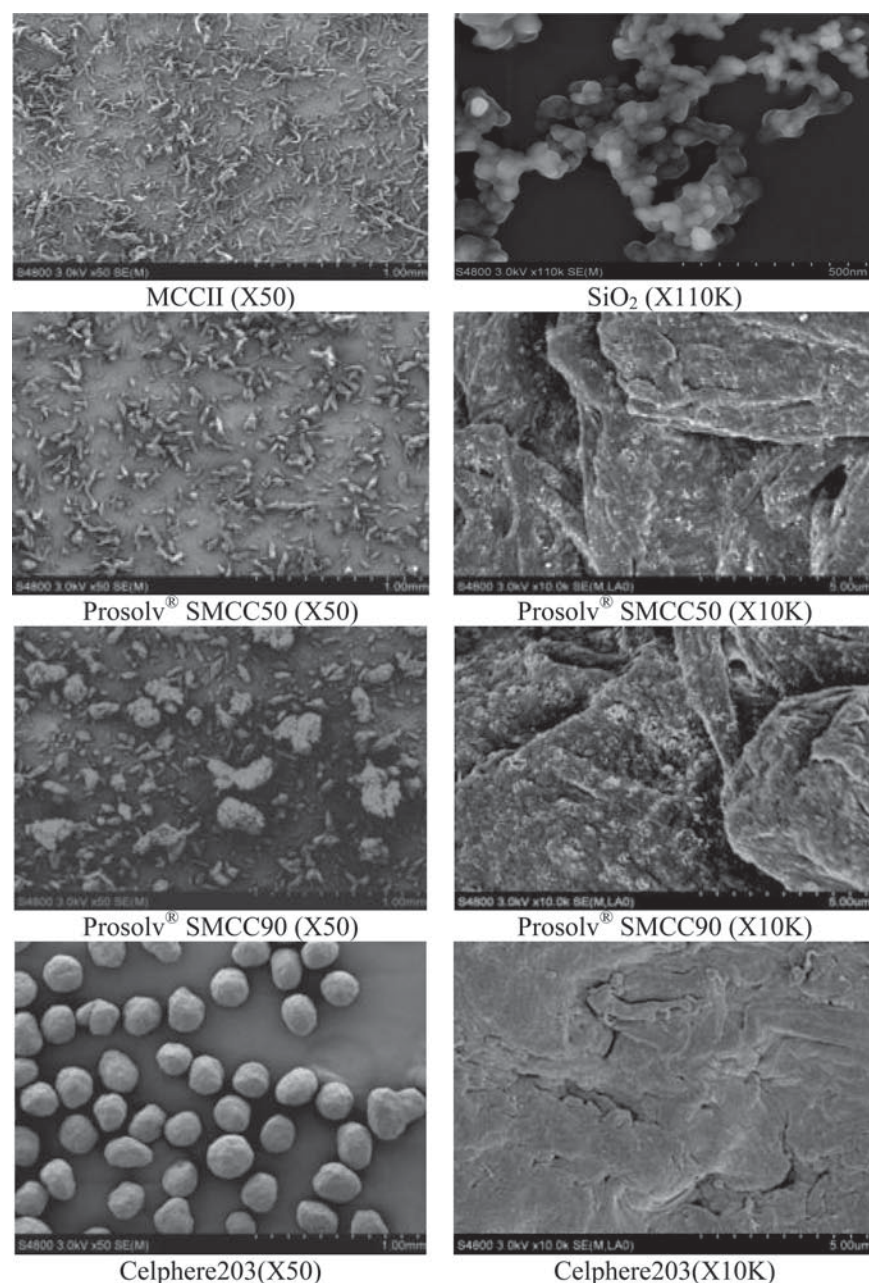 S4800 3.0kV x50 SE(M) 1.00mm
S4800 3.0kV x110k SE(M) 500nm
MCCII (X50)
SiO₂ (X110K)
S4800 3.0kV x50 SE(M) 1.00mm
S4800 3.0kV x10.0k SE(M,LA0) 5.00um
Prosolv® SMCC50 (X50)
Prosolv® SMCC50 (X10K)
S4800 3.0kV x50 SE(M) 1.00mm
S4800 3.0kV x10.0k SE(M,LA0) 5.00um
Prosolv® SMCC90 (X50)
Prosolv® SMCC90 (X10K)
S4800 3.0kV x50 SE(M) 1.00mm
S4800 3.0kV x10.0k SE(M,LA0) 5.00um
Celphere203(X50)
Celphere203(X10K)